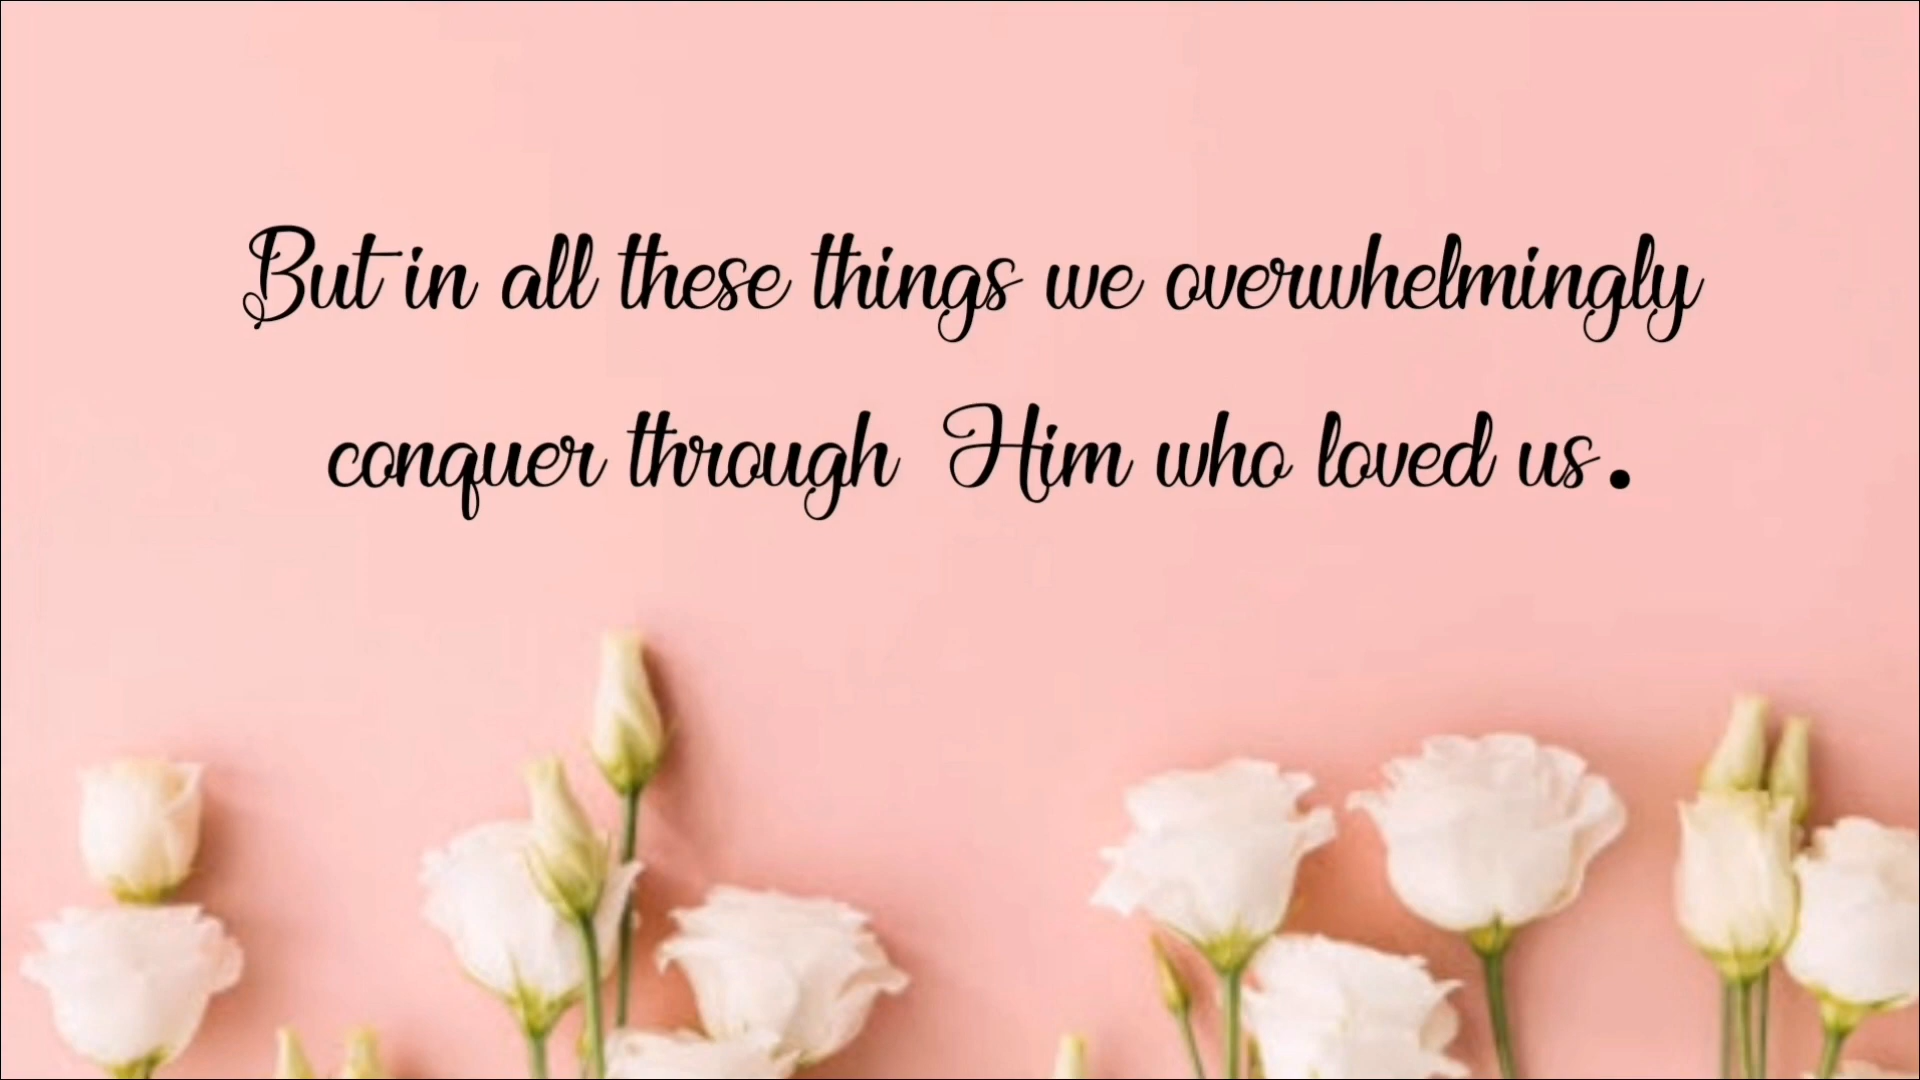 But in all these things we overwhelmingly
conquer through Him who loved us.